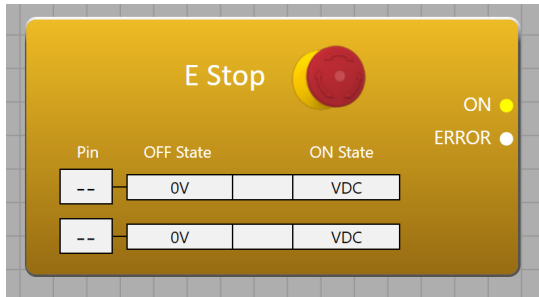 E Stop
ON
ERROR
Pin OFF State ON State
-- 0V VDC
-- 0V VDC